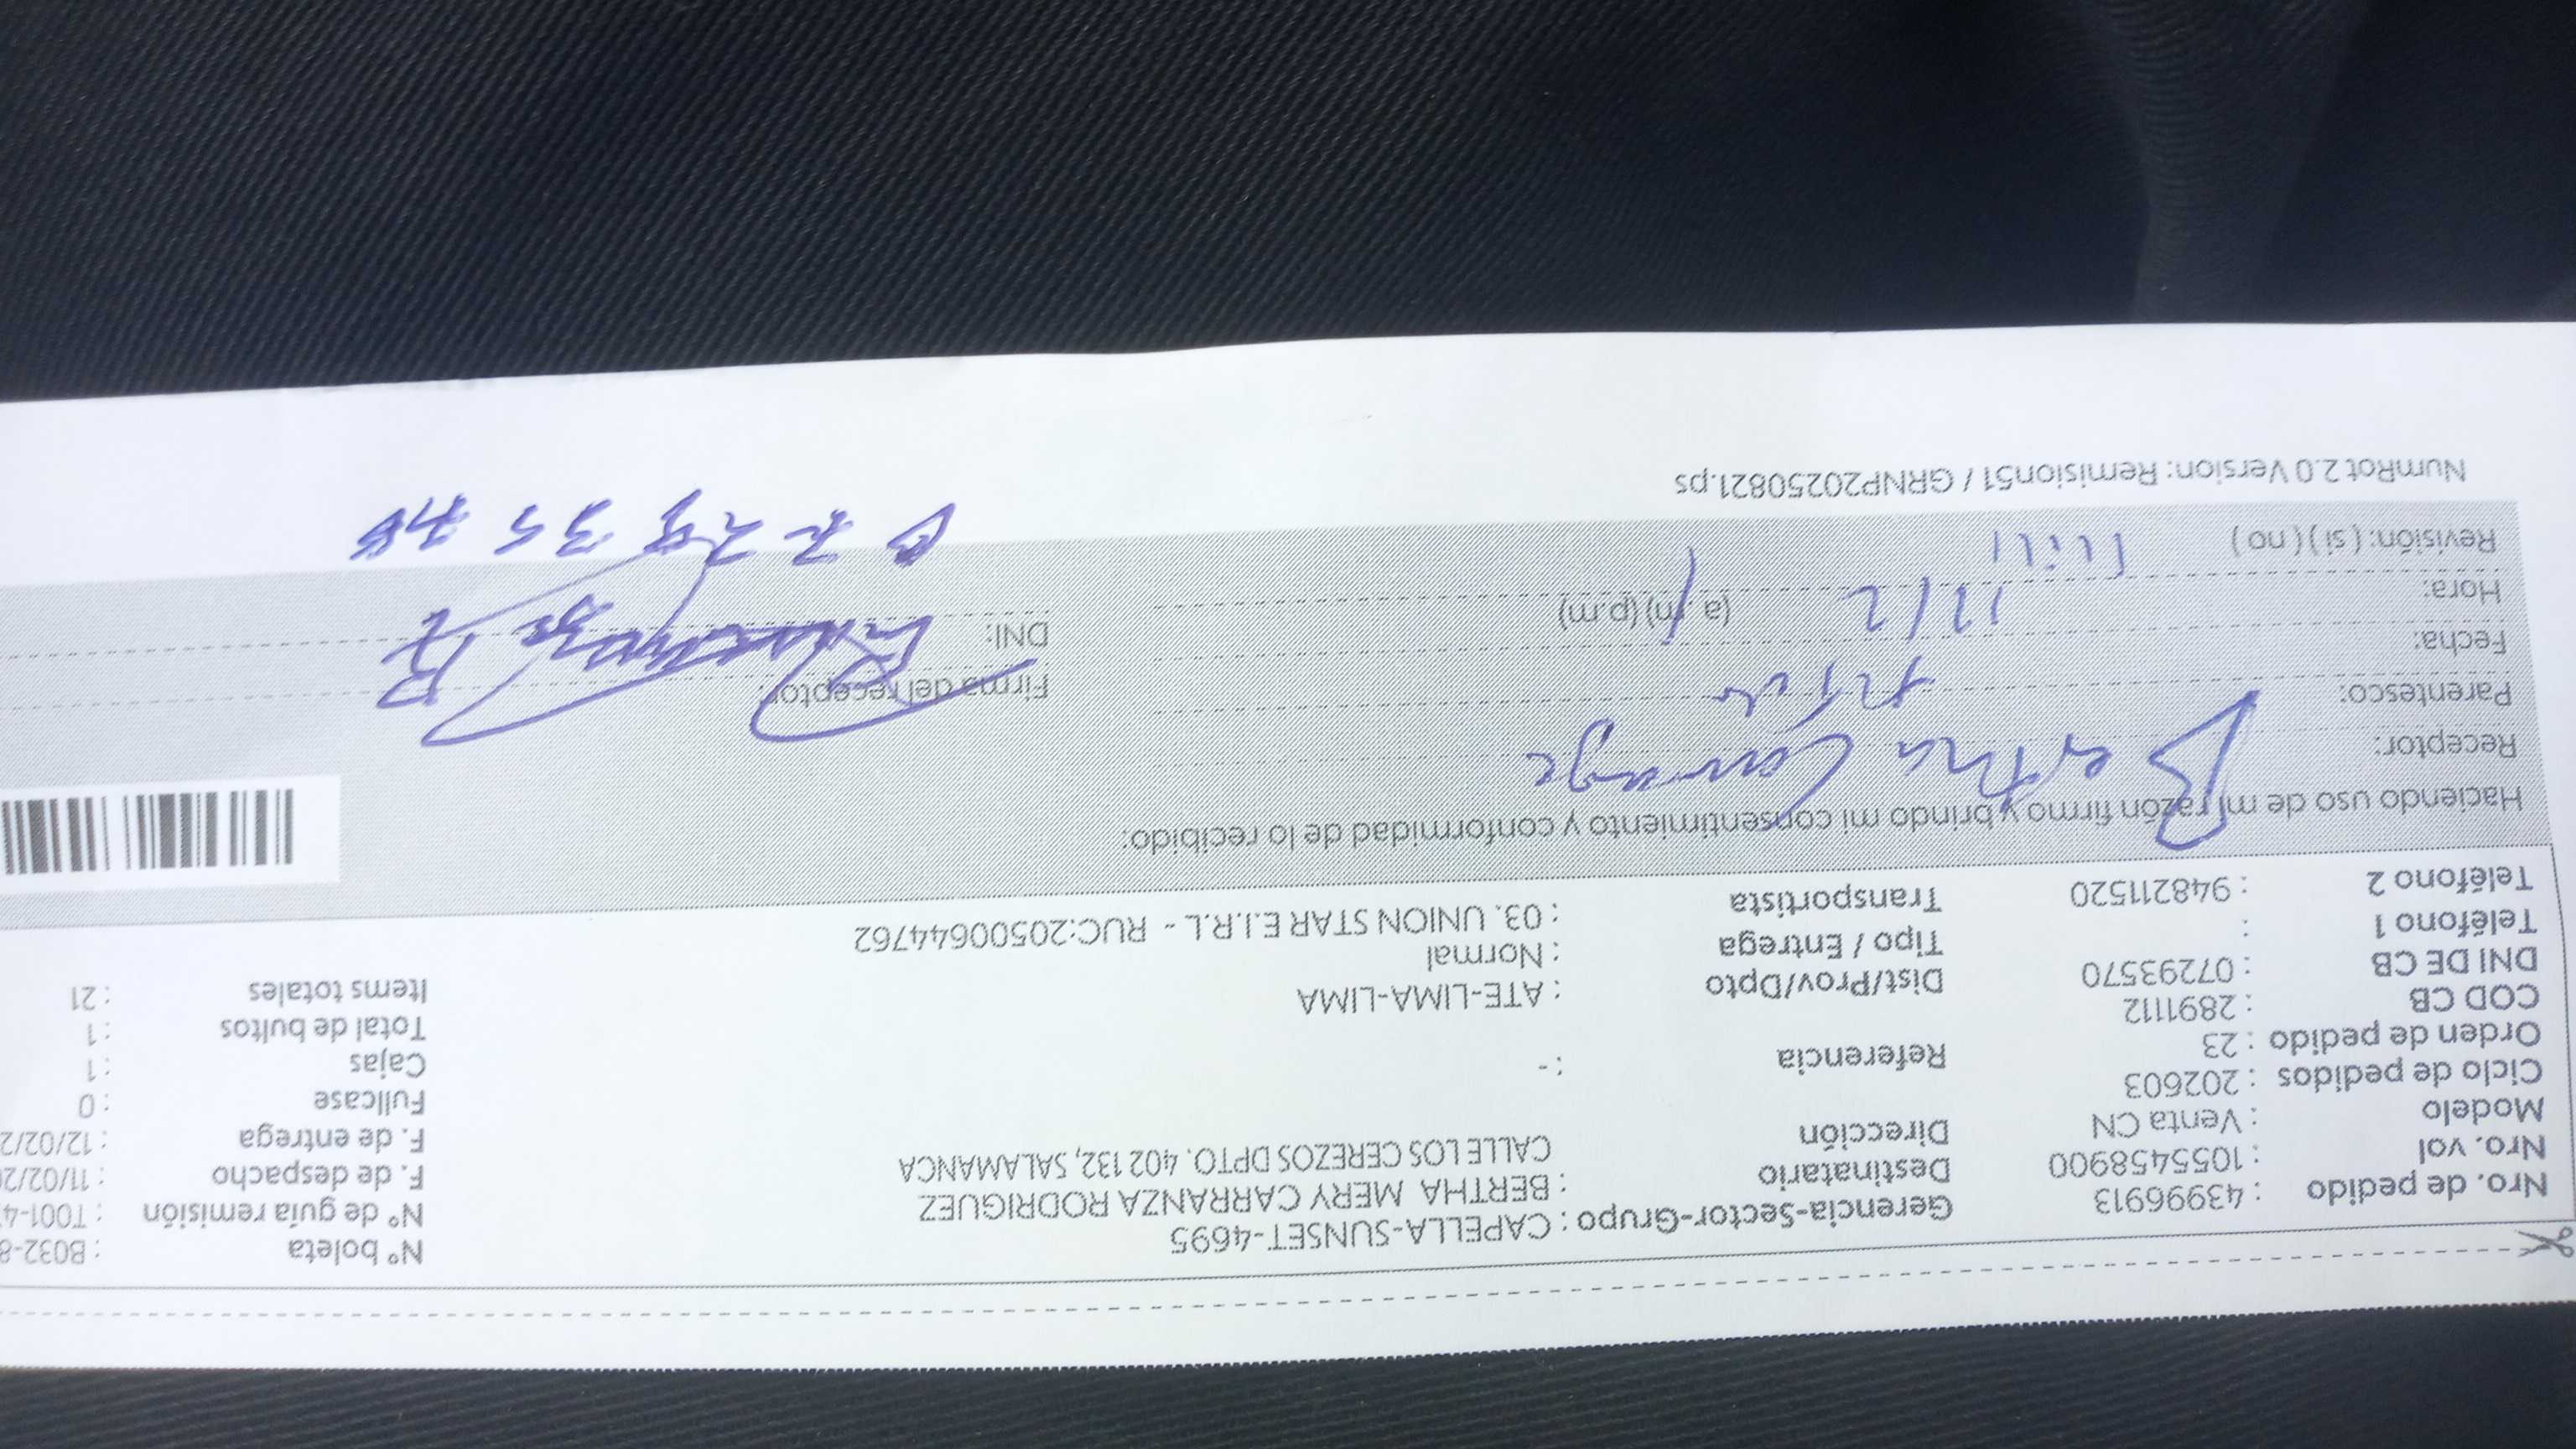 Nro. de pedido : 43996913
Nro. vol : 1055458900
Modelo : Venta CN
Ciclo de pedidos : 202603
Orden de pedido : 23
COD CB : 2891112
DNI DE CB : 07293570
Teléfono 1 :
Teléfono 2 : 948211520
Gerencia-Sector-Grupo : CAPELLA-SUNSET-4695
Destinatario : BERTHA MERY CARRANZA RODRIGUEZ
Dirección CALLE LOS CEREZOS DPTO. 402 132, SALAMANCA
Referencia : -
Dist/Prov/Dpto : ATE-LIMA-LIMA
Tipo / Entrega : Normal
Transportista : 03. UNION STAR E.I.R.L - RUC:20500644762
N° boleta : B032-8
N° de guía remisión : T001-4
F. de despacho : 11/02/20
F. de entrega : 12/02/2
Fullcase : 0
Cajas : 1
Total de bultos : 1
Items totales : 21
Haciendo uso de mi razón firmo y brindo mi consentimiento y conformidad de lo recibido:
Receptor: Bertha Carranza
Parentesco:
Fecha: 12/2
Hora: 11:11 (a.m) (p.m)
Revisión: (si) (no)
Firma del receptor:
DNI:
NumRot 2.0 Version: Remision51 / GRNP20250821.ps